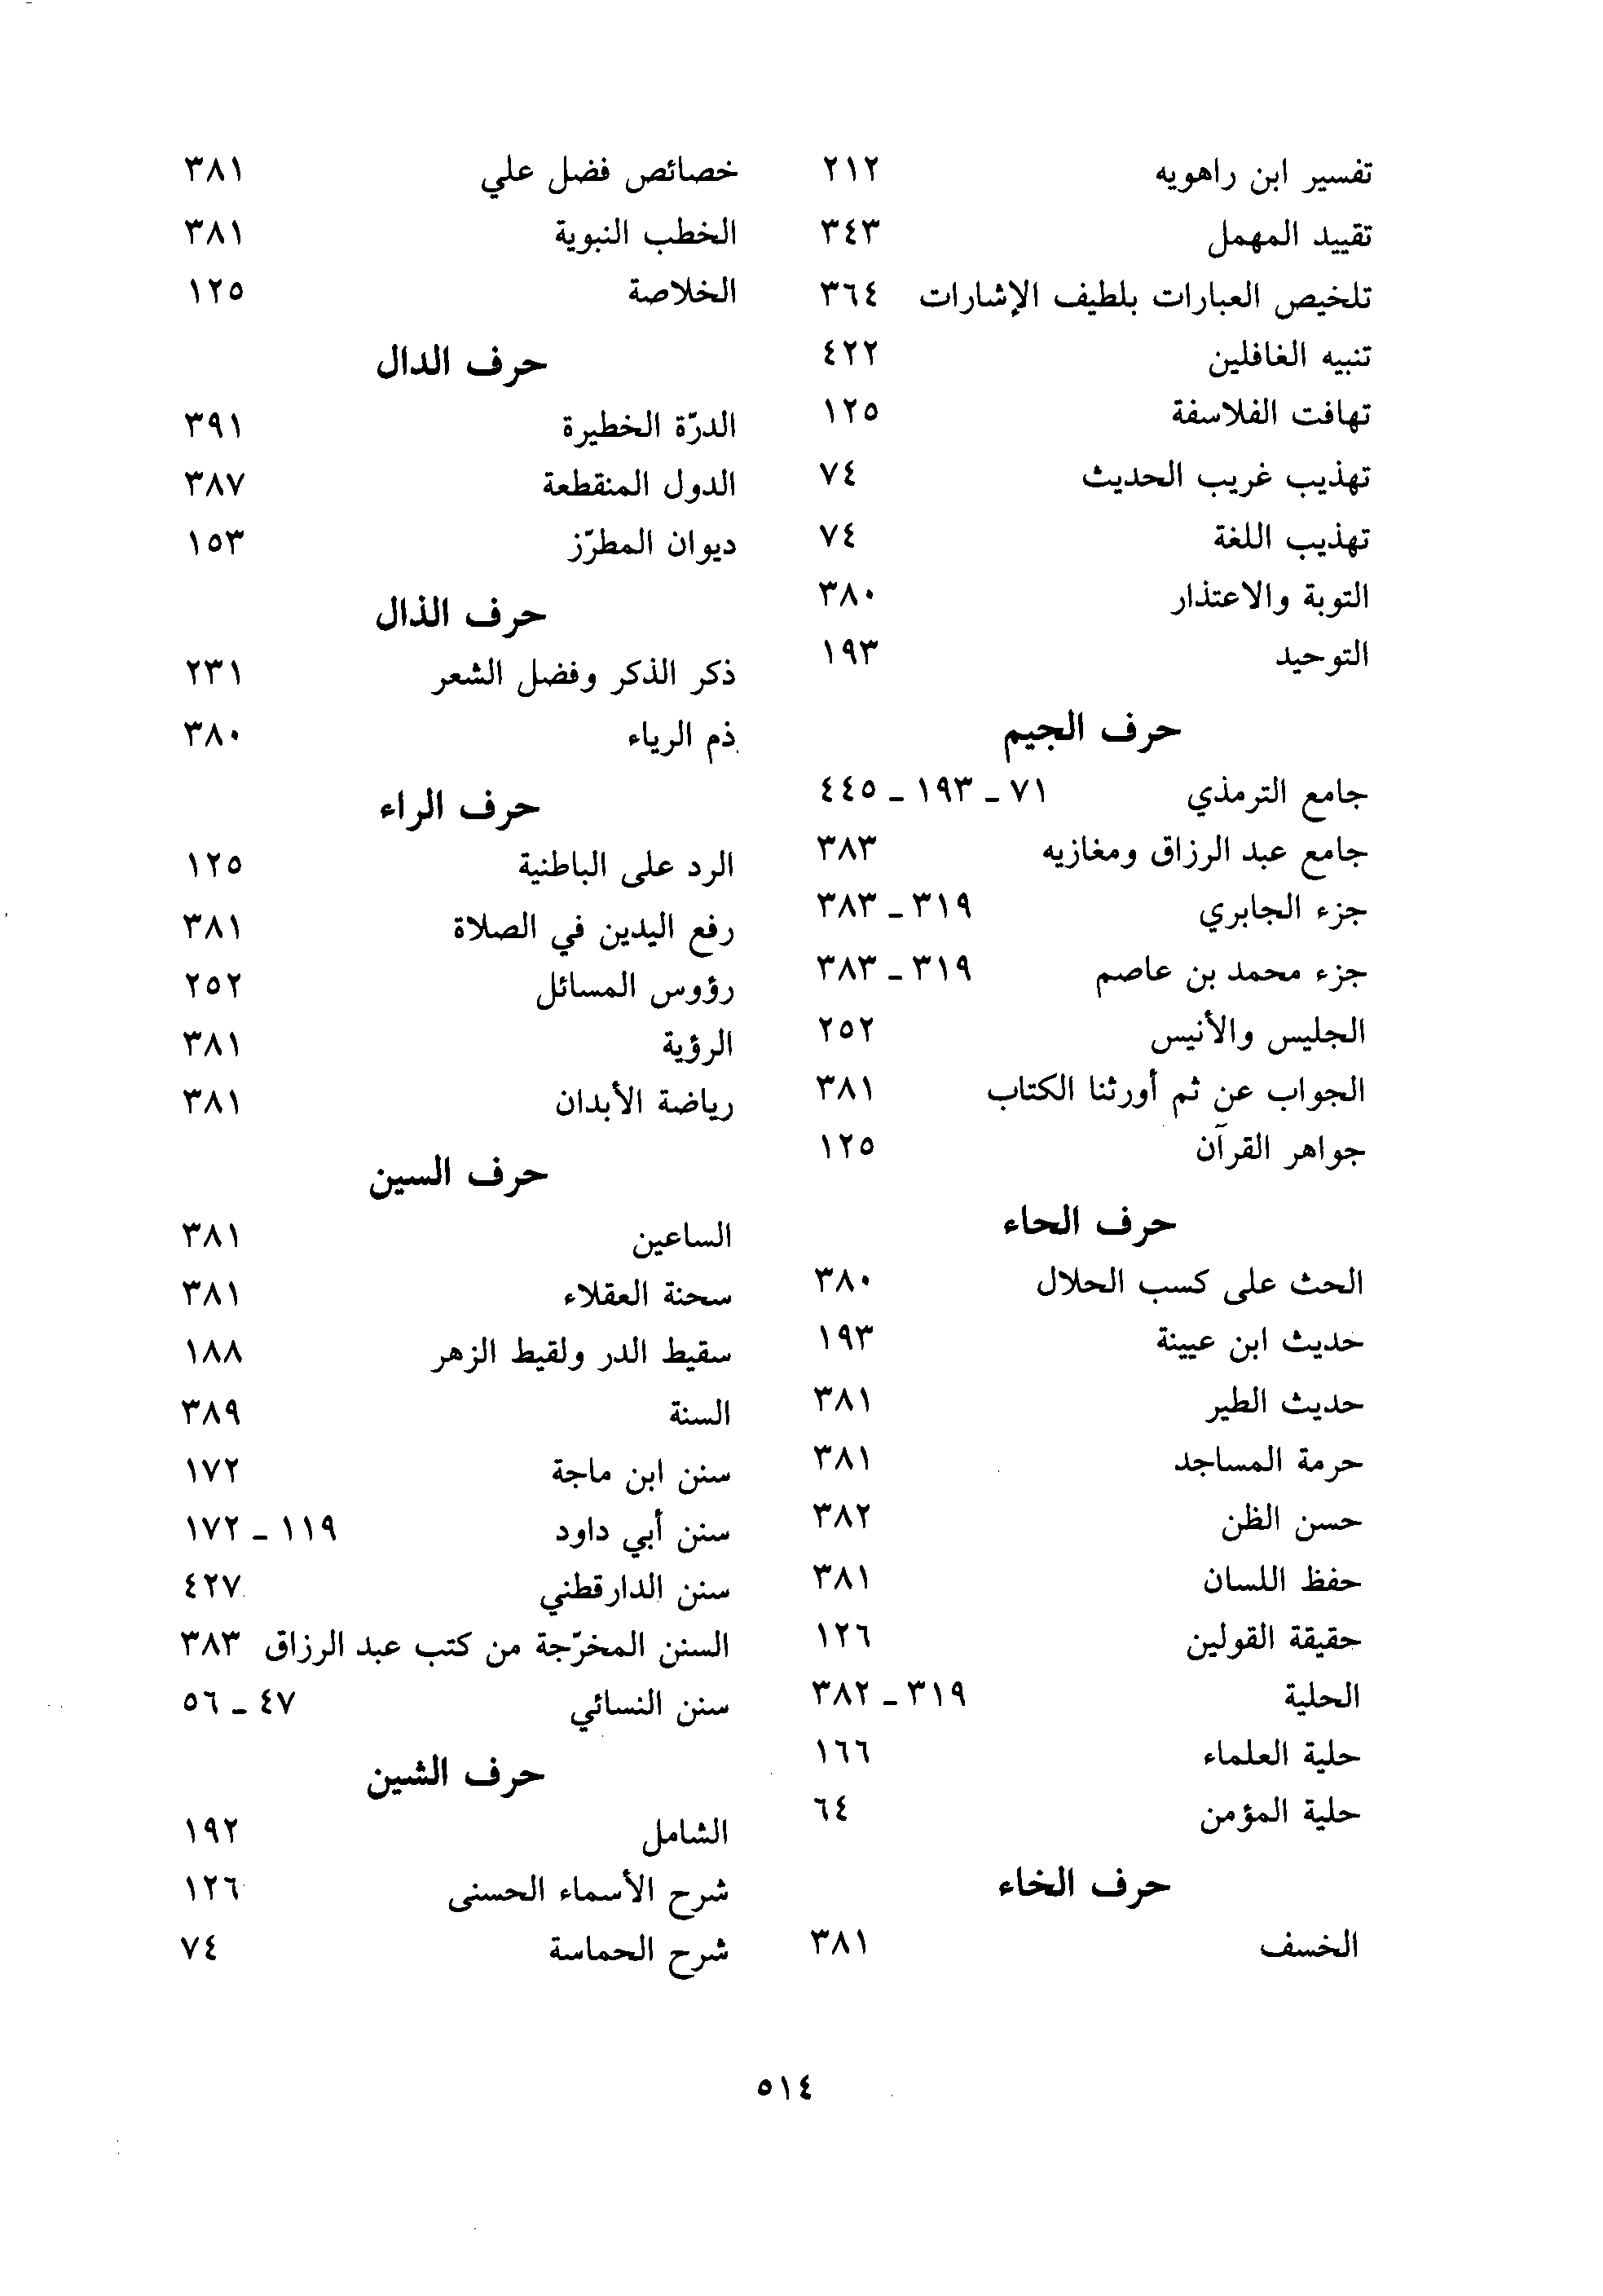 تفسير ابن راهويه ٢١٢
تقييد المهمل ٣٤٣
تلخيص العبارات بلطيف الإشارات ٣٦٤
تنبيه الغافلين ٤٢٢
تهافت الفلاسفة ١٢٥
تهذيب غريب الحديث ٧٤
تهذيب اللغة ٧٤
التوبة والاعتذار ٣٨٠
التوحيد ١٩٣
حرف الجيم
جامع الترمذي ٧١ - ١٩٣ - ٤٤٥
جامع عبد الرزاق ومغازيه ٣٨٣
جزء الجابري ٣١٩ - ٣٨٣
جزء محمد بن عاصم ٣١٩ - ٣٨٣
الجليس والأنيس ٢٥٢
الجواب عن ثم أورثنا الكتاب ٣٨١
جواهر القرآن ١٢٥
حرف الحاء
الحث على كسب الحلال ٣٨٠
حديث ابن عيينة ١٩٣
حديث الطير ٣٨١
حرمة المساجد ٣٨١
حسن الظن ٣٨٢
حفظ اللسان ٣٨١
حقيقة القولين ١٢٦
الحلية ٣١٩ - ٣٨٢
حلية العلماء ١٦٦
حلية المؤمن ٦٤
حرف الخاء
الخسف ٣٨١
خصائص فضل علي ٣٨١
الخطب النبوية ٣٨١
الخلاصة ١٢٥
حرف الدال
الدرّة الخطيرة ٣٩١
الدول المنقطعة ٣٨٧
ديوان المطرّز ١٥٣
حرف الذال
ذكر الذكر وفضل الشعر ٢٣١
ذم الرياء ٣٨٠
حرف الراء
الرد على الباطنية ١٢٥
رفع اليدين في الصلاة ٣٨١
رؤوس المسائل ٢٥٢
الرؤية ٣٨١
رياضة الأبدان ٣٨١
حرف السين
الساعين ٣٨١
سحنة العقلاء ٣٨١
سقيط الدر ولقيط الزهر ١٨٨
السنة ٣٨٩
سنن ابن ماجة ١٧٢
سنن أبي داود ١١٩ - ١٧٢
سنن الدارقطني ٤٢٧
السنن المخرّجة من كتب عبد الرزاق ٣٨٣
سنن النسائي ٤٧ - ٥٦
حرف الشين
الشامل ١٩٢
شرح الأسماء الحسنى ١٢٦
شرح الحماسة ٧٤
٥١٤